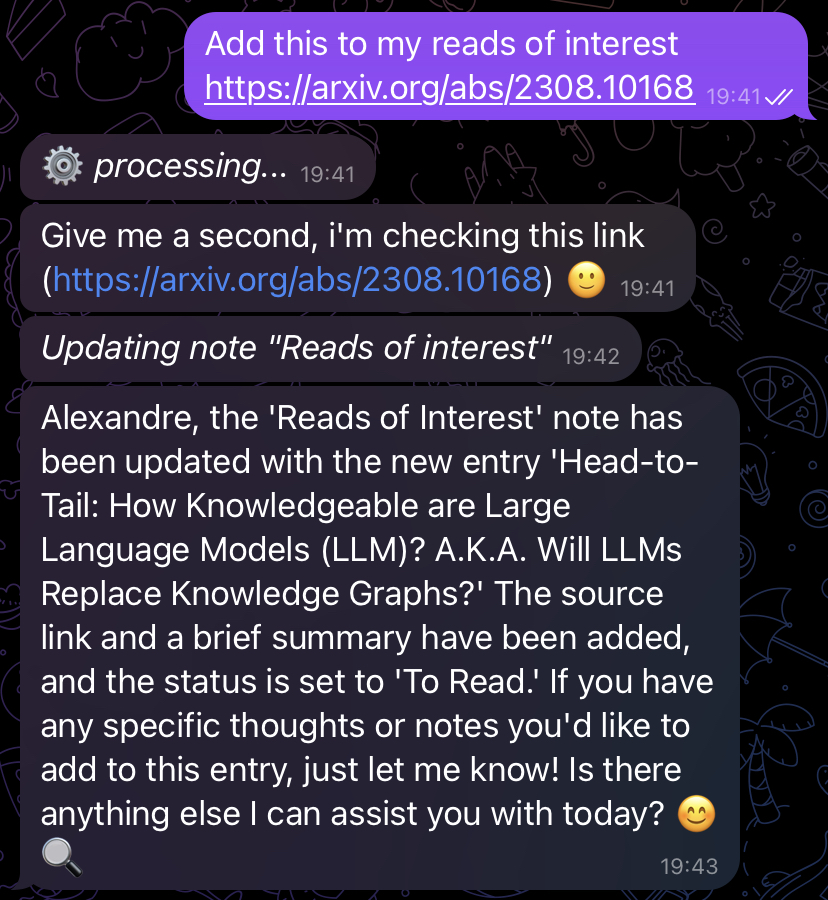 Add this to my reads of interest
https://arxiv.org/abs/2308.10168 19:41
processing... 19:41
Give me a second, i'm checking this link
(https://arxiv.org/abs/2308.10168) 🙂 19:41
Updating note "Reads of interest" 19:42
Alexandre, the 'Reads of Interest' note has
been updated with the new entry 'Head-to-
Tail: How Knowledgeable are Large
Language Models (LLM)? A.K.A. Will LLMs
Replace Knowledge Graphs?' The source
link and a brief summary have been added,
and the status is set to 'To Read.' If you have
any specific thoughts or notes you'd like to
add to this entry, just let me know! Is there
anything else I can assist you with today? 😊
🔍 19:43